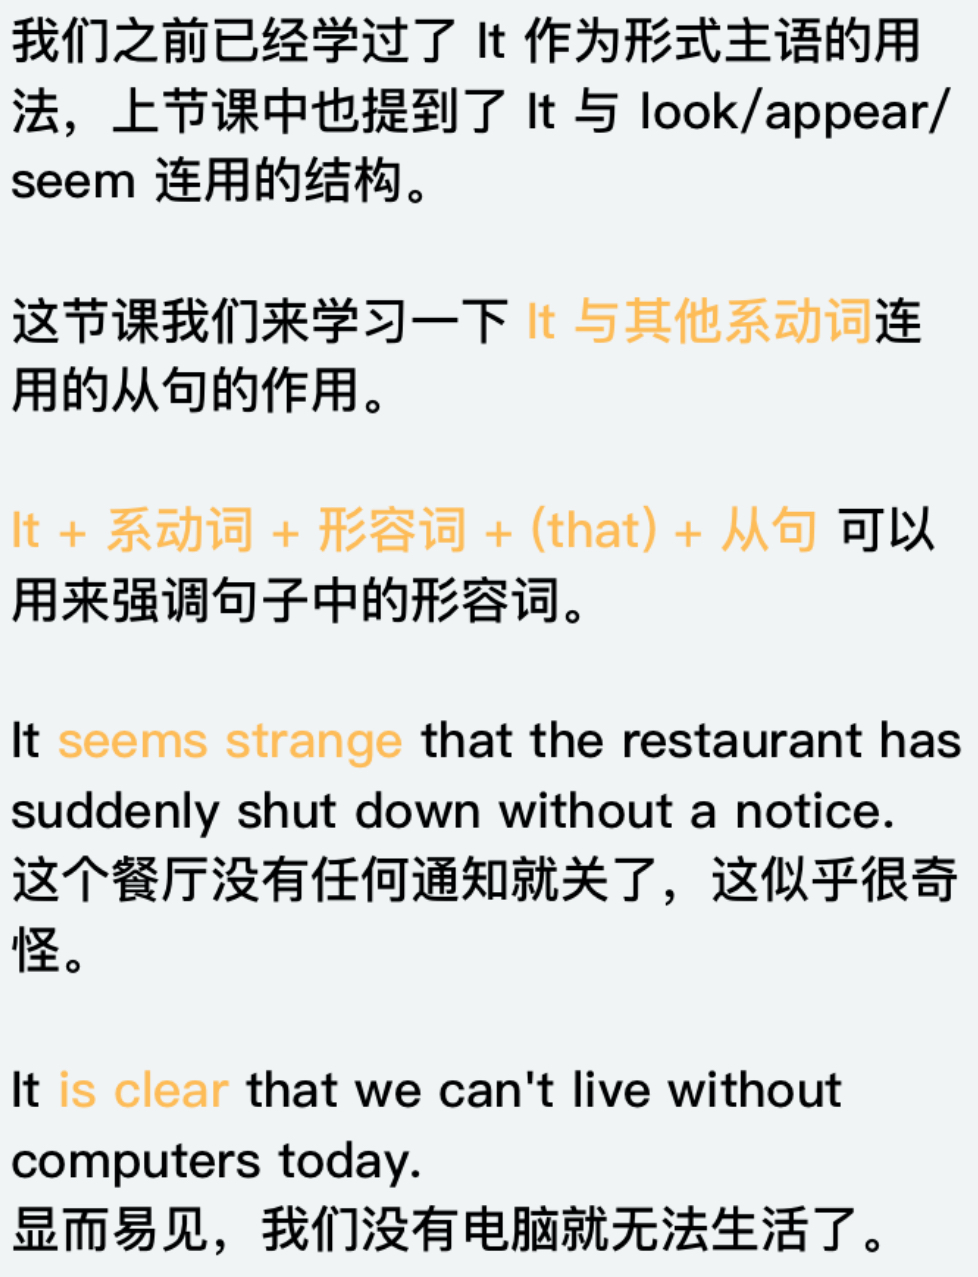 我们之前已经学过了 It 作为形式主语的用
法，上节课中也提到了 It 与 look/appear/
seem 连用的结构。
这节课我们来学习一下 It 与其他系动词连
用的从句的作用。
It + 系动词 + 形容词 + (that) + 从句 可以
用来强调句子中的形容词。
It seems strange that the restaurant has
suddenly shut down without a notice.
这个餐厅没有任何通知就关了，这似乎很奇
怪。
It is clear that we can't live without
computers today.
显而易见，我们没有电脑就无法生活了。